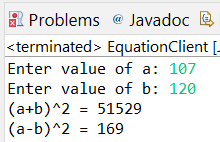 Problems @ Javadoc
<terminated> EquationClient [
Enter value of a: 107
Enter value of b: 120
(a+b)^2 = 51529
(a-b)^2 = 169